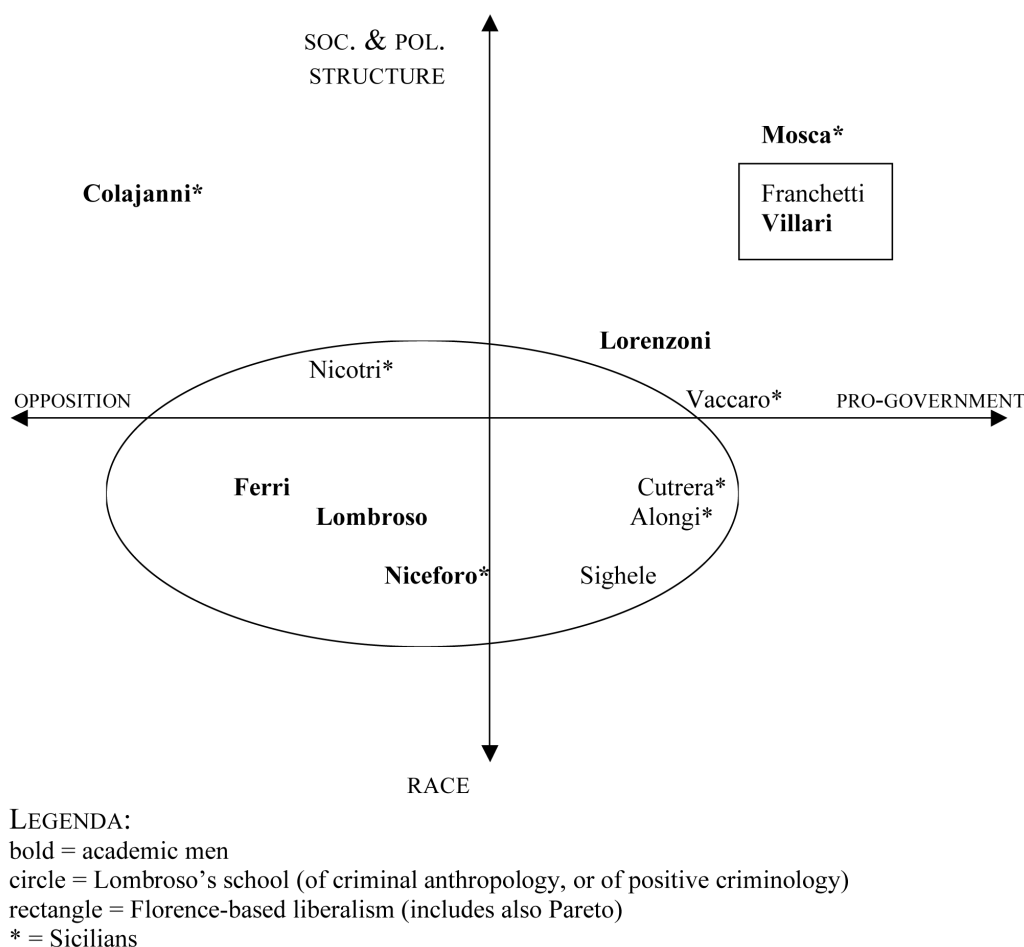 SOC. & POL.
STRUCTURE
Mosca*
Colajanni*
Franchetti
Villari
Lorenzoni
Nicotri*
OPPOSITION
Vaccaro*
PRO-GOVERNMENT
Ferri
Cutrera*
Lombroso
Alongi*
Niceforo*
Sighele
RACE
LEGENDA:
bold = academic men
circle = Lombroso’s school (of criminal anthropology, or of positive criminology)
rectangle = Florence-based liberalism (includes also Pareto)
* = Sicilians